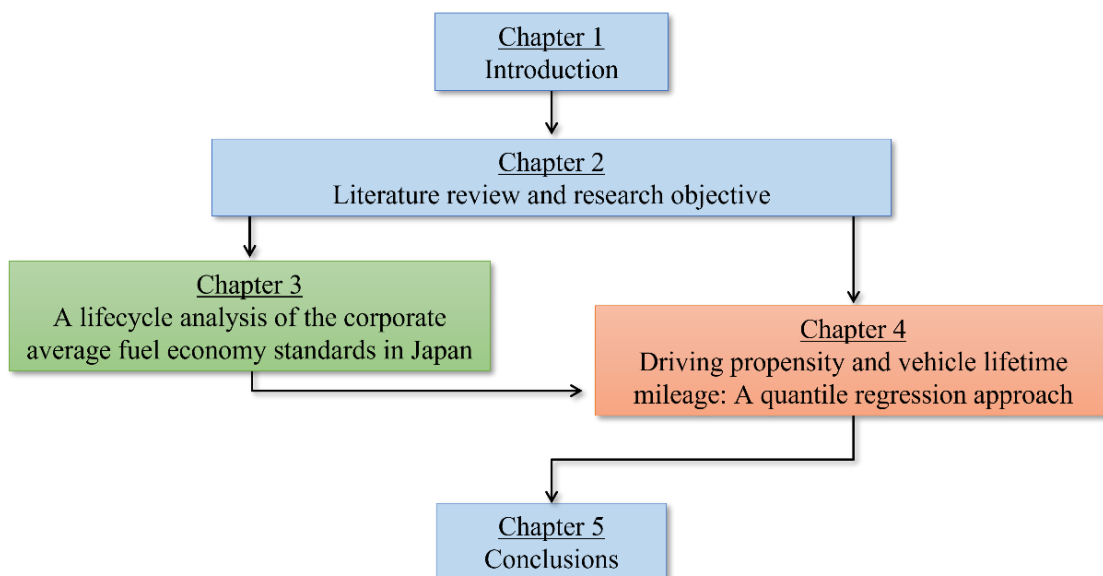 Chapter 1
Introduction
Chapter 2
Literature review and research objective
Chapter 3
A lifecycle analysis of the corporate
average fuel economy standards in Japan
Chapter 4
Driving propensity and vehicle lifetime
mileage: A quantile regression approach
Chapter 5
Conclusions